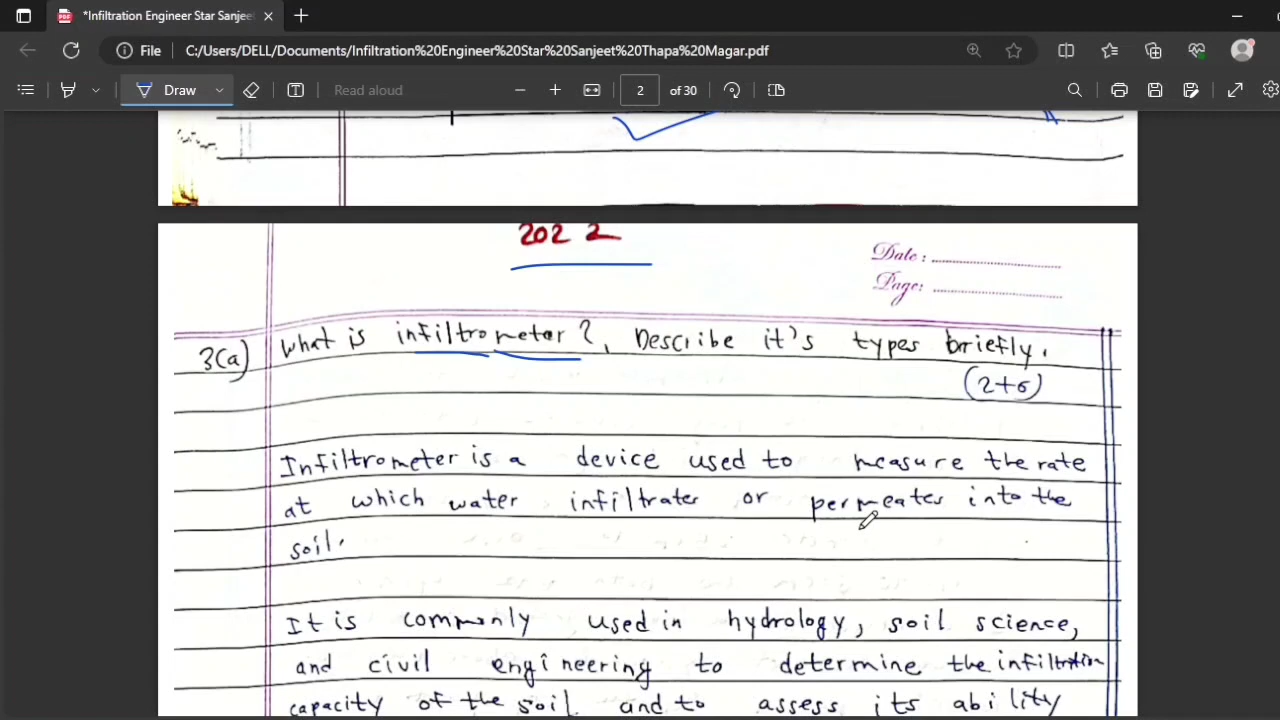 *Infiltration Engineer Star Sanjee
File
C:/Users/DELL/Documents/Infiltration%20Engineer%20Star%20Sanjeet%20Thapa%20Magar.pdf
Draw
Read aloud
2
of 30
2022
Date:
Page:
3(a) What is infiltrometer?, Describe it's types briefly.
(2+6)
Infiltrometer is a device used to measure the rate
at which water infiltrates or permeates into the
soil.
It is commonly used in hydrology, soil science,
and civil engineering to determine the infiltration
capacity of the soil and to assess its ability